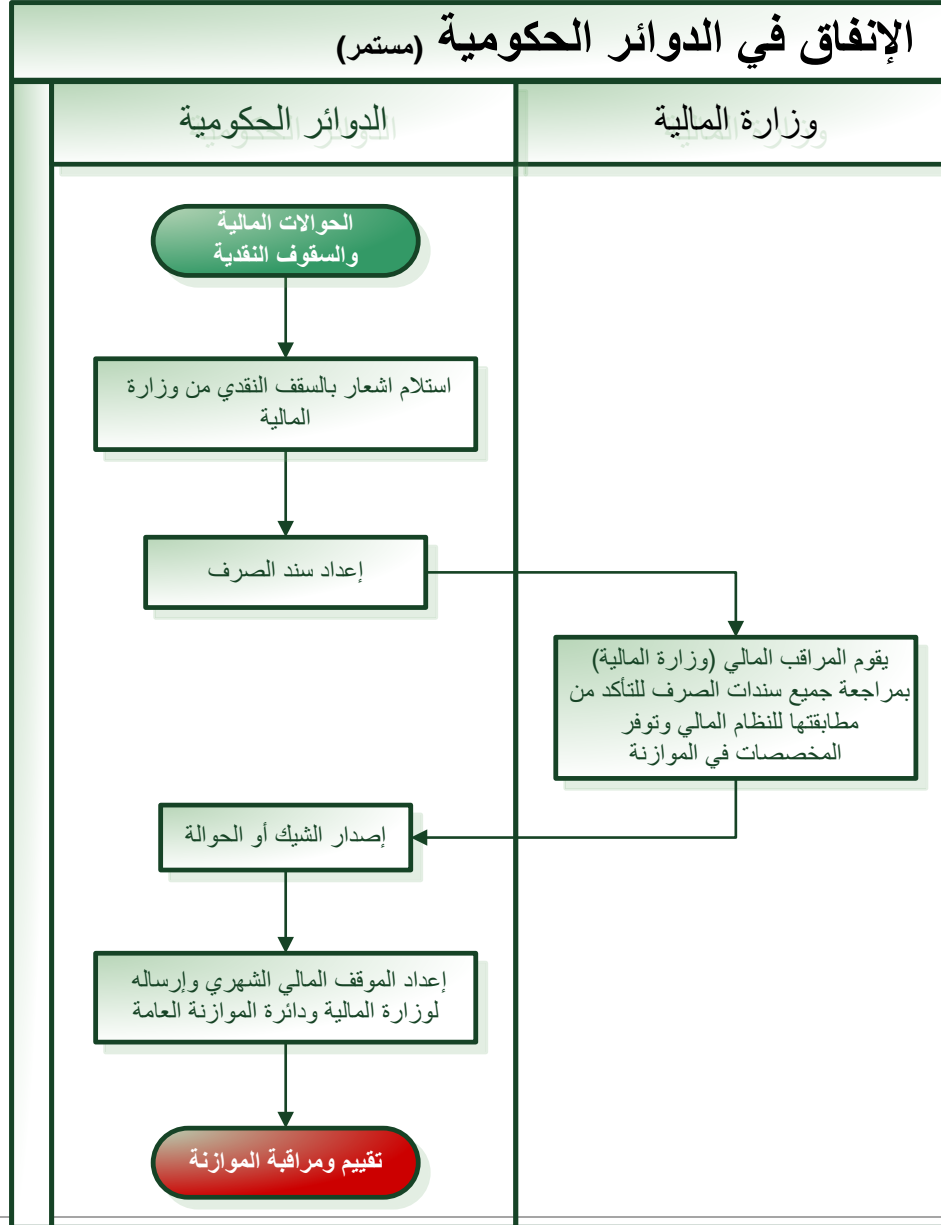 الإنفاق في الدوائر الحكومية (مستمر)
وزارة المالية
الدوائر الحكومية
الحوالات المالية
والسقوف النقدية
استلام اشعار بالسقف النقدي من وزارة
المالية
إعداد سند الصرف
يقوم المراقب المالي (وزارة المالية)
بمراجعة جميع سندات الصرف للتأكد من
مطابقتها للنظام المالي وتوفر
المخصصات في الموازنة
إصدار الشيك أو الحوالة
إعداد الموقف المالي الشهري وإرساله
لوزارة المالية ودائرة الموازنة العامة
تقييم ومراقبة الموازنة